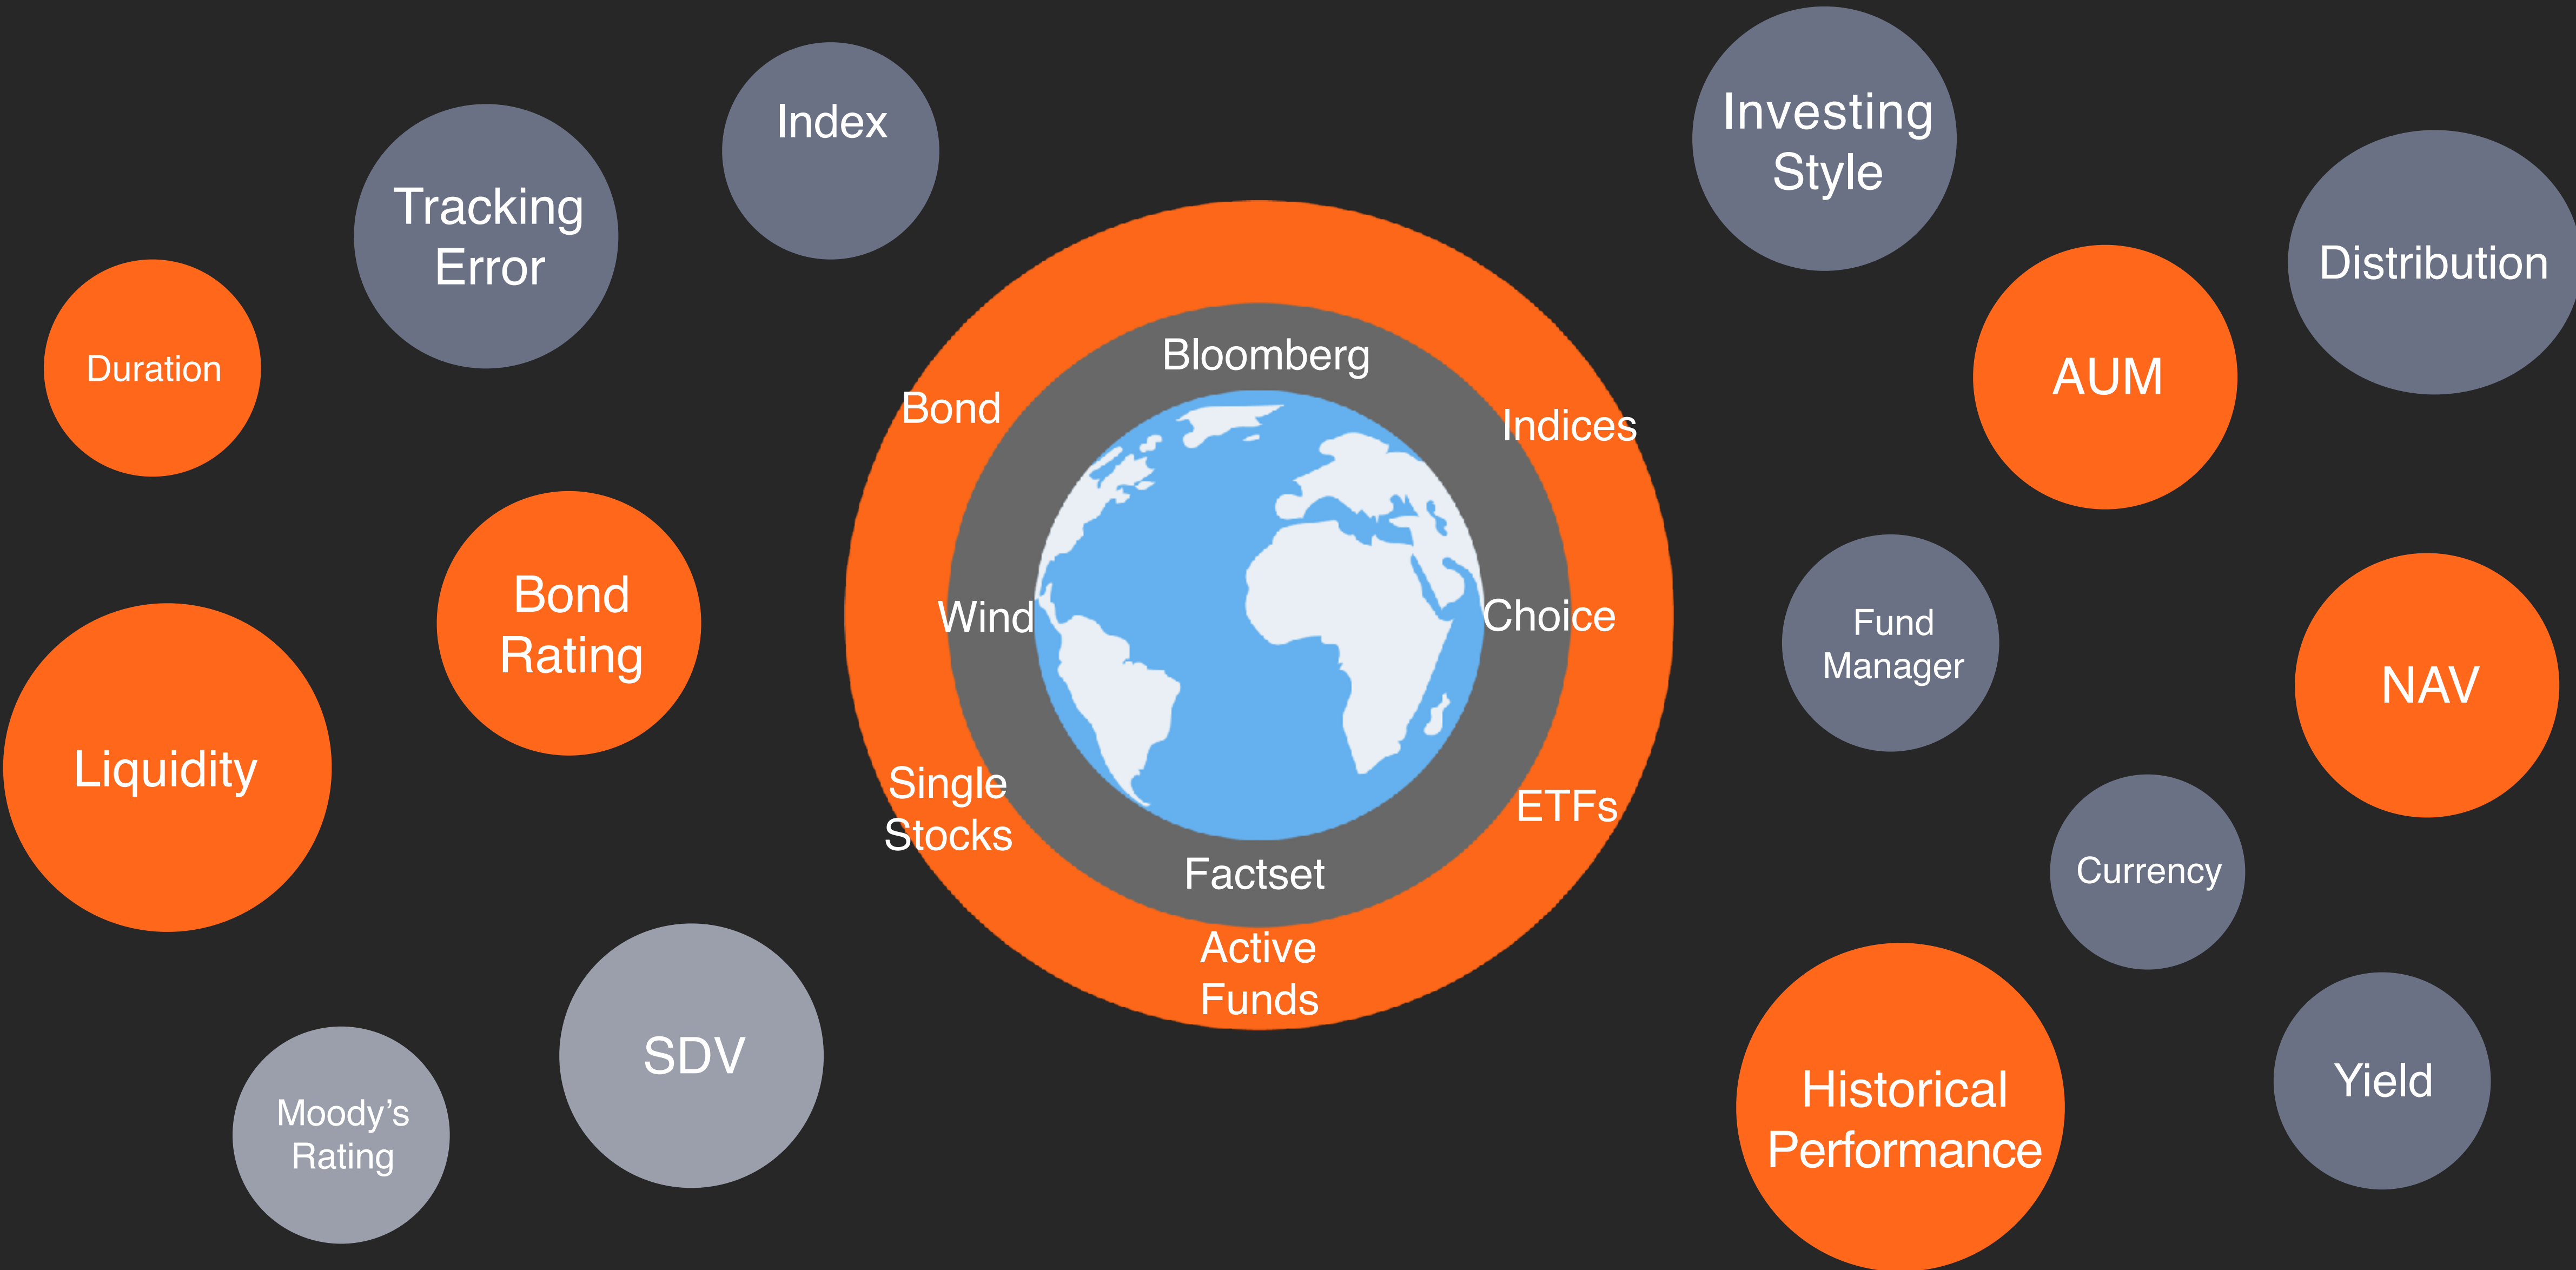 Index
Investing
Style
Tracking
Error
Distribution
Duration
Bloomberg
AUM
Bond
Indices
Bond
Rating
Wind
Choice
Fund
Manager
NAV
Liquidity
Single
Stocks
ETFs
Factset
Currency
Active
Funds
SDV
Historical
Performance
Yield
Moody’s
Rating